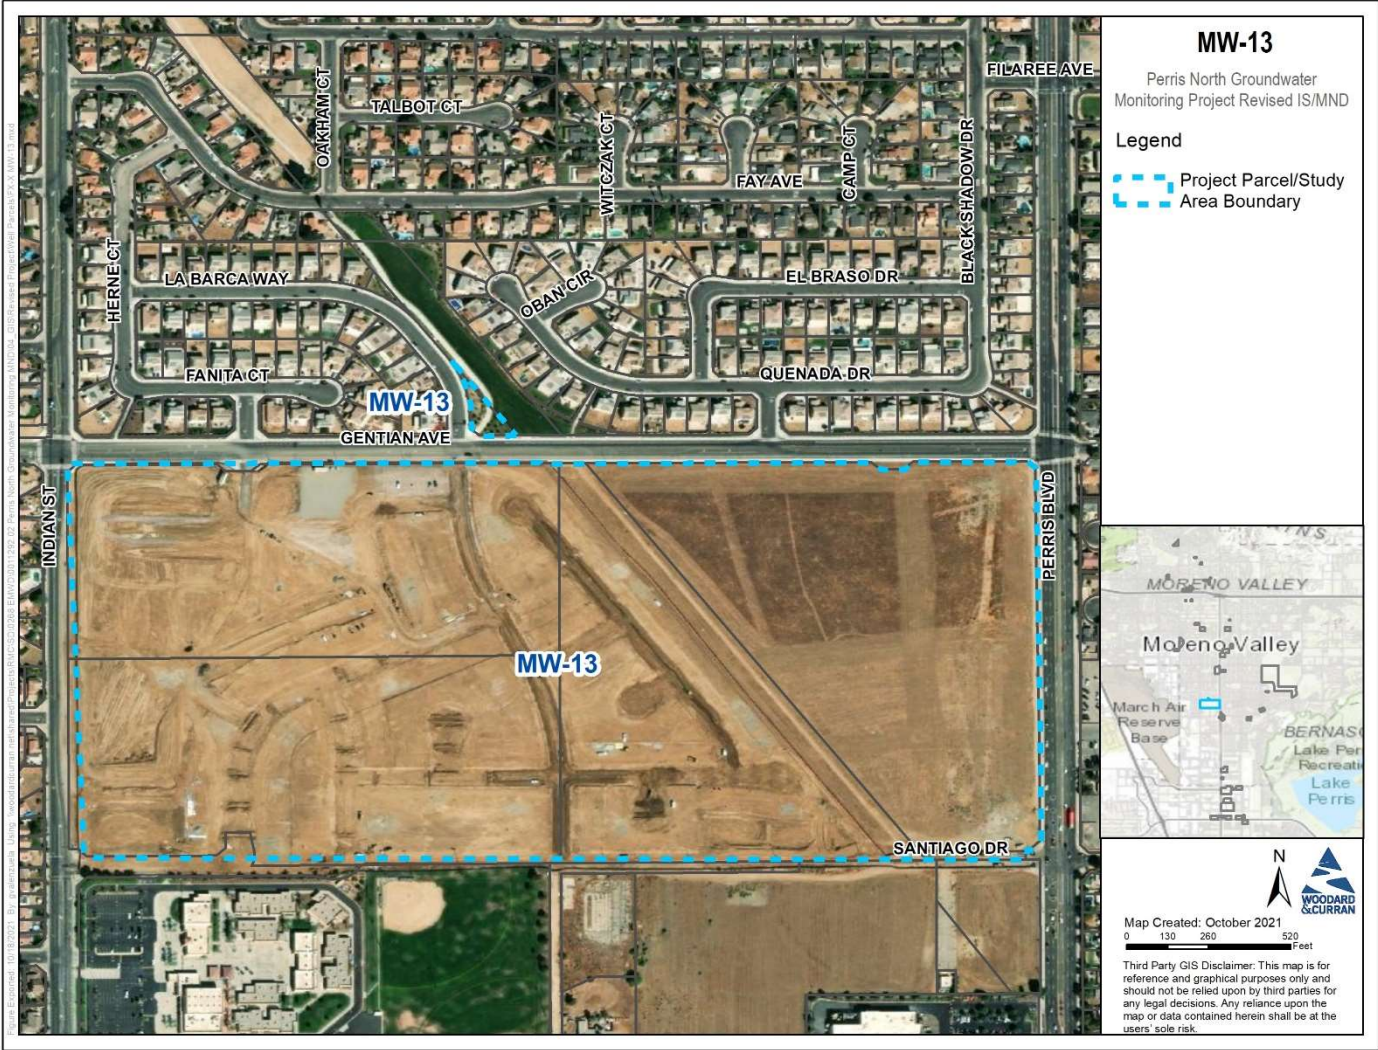 MW-13
Perris North Groundwater
Monitoring Project Revised IS/MND
Legend
Project Parcel/Study
Area Boundary
FILAREE AVE
OAKHAM CT
TALBOT CT
WITCZAK CT
FAY AVE
CAMP CT
BLACKSHADOW DR
HERNE CT
LA BARCA WAY
OBAN CIR
EL BRASO DR
FANITA CT
QUENADA DR
MW-13
GENTIAN AVE
INDIAN ST
PERRIS BLVD
MW-13
SANTIAGO DR
MORENO VALLEY
Moreno Valley
March Air
Reserve
Base
BERNAS
Lake Per
Recreati
Lake
Perris
N
WOODARD
&CURRAN
Map Created: October 2021
0 130 260 520
Feet
Third Party GIS Disclaimer: This map is for
reference and graphical purposes only and
should not be relied upon by third parties for
any legal decisions. Any reliance upon the
map or data contained herein shall be at the
users' sole risk.